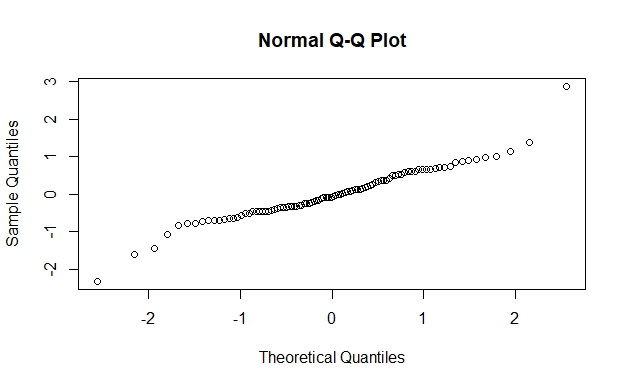 Normal Q-Q Plot
Sample Quantiles
3
2
1
0
-1
-2
-2 -1 0 1 2
Theoretical Quantiles